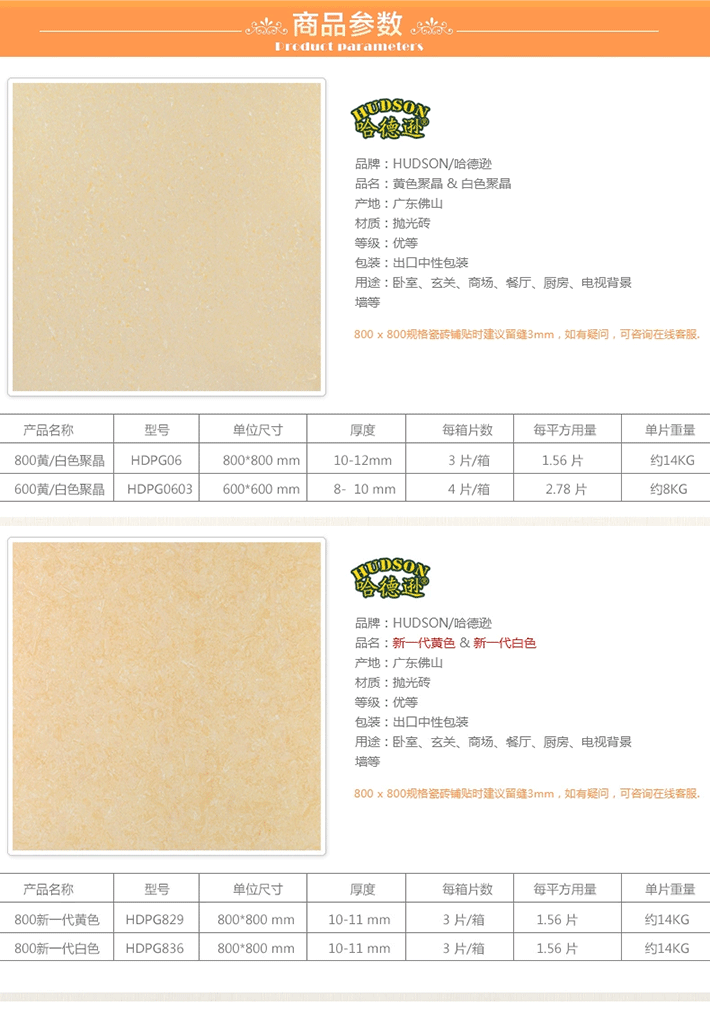 商品参数
Product parameters
HUDSON
哈德逊®
品牌：HUDSON/哈德逊
品名：黄色聚晶 & 白色聚晶
产地：广东佛山
材质：抛光砖
等级：优等
包装：出口中性包装
用途：卧室、玄关、商场、餐厅、厨房、电视背景
墙等
800 x 800规格瓷砖铺贴时建议留缝3mm，如有疑问，可咨询在线客服.
产品名称 型号 单位尺寸 厚度 每箱片数 每平方用量 单片重量
800黄/白色聚晶 HDPG06 800*800 mm 10-12mm 3 片/箱 1.56 片 约14KG
600黄/白色聚晶 HDPG0603 600*600 mm 8- 10 mm 4 片/箱 2.78 片 约8KG
HUDSON
哈德逊®
品牌：HUDSON/哈德逊
品名：新一代黄色 & 新一代白色
产地：广东佛山
材质：抛光砖
等级：优等
包装：出口中性包装
用途：卧室、玄关、商场、餐厅、厨房、电视背景
墙等
800 x 800规格瓷砖铺贴时建议留缝3mm，如有疑问，可咨询在线客服.
产品名称 型号 单位尺寸 厚度 每箱片数 每平方用量 单片重量
800新一代黄色 HDPG829 800*800 mm 10-11 mm 3 片/箱 1.56 片 约14KG
800新一代白色 HDPG836 800*800 mm 10-11 mm 3 片/箱 1.56 片 约14KG